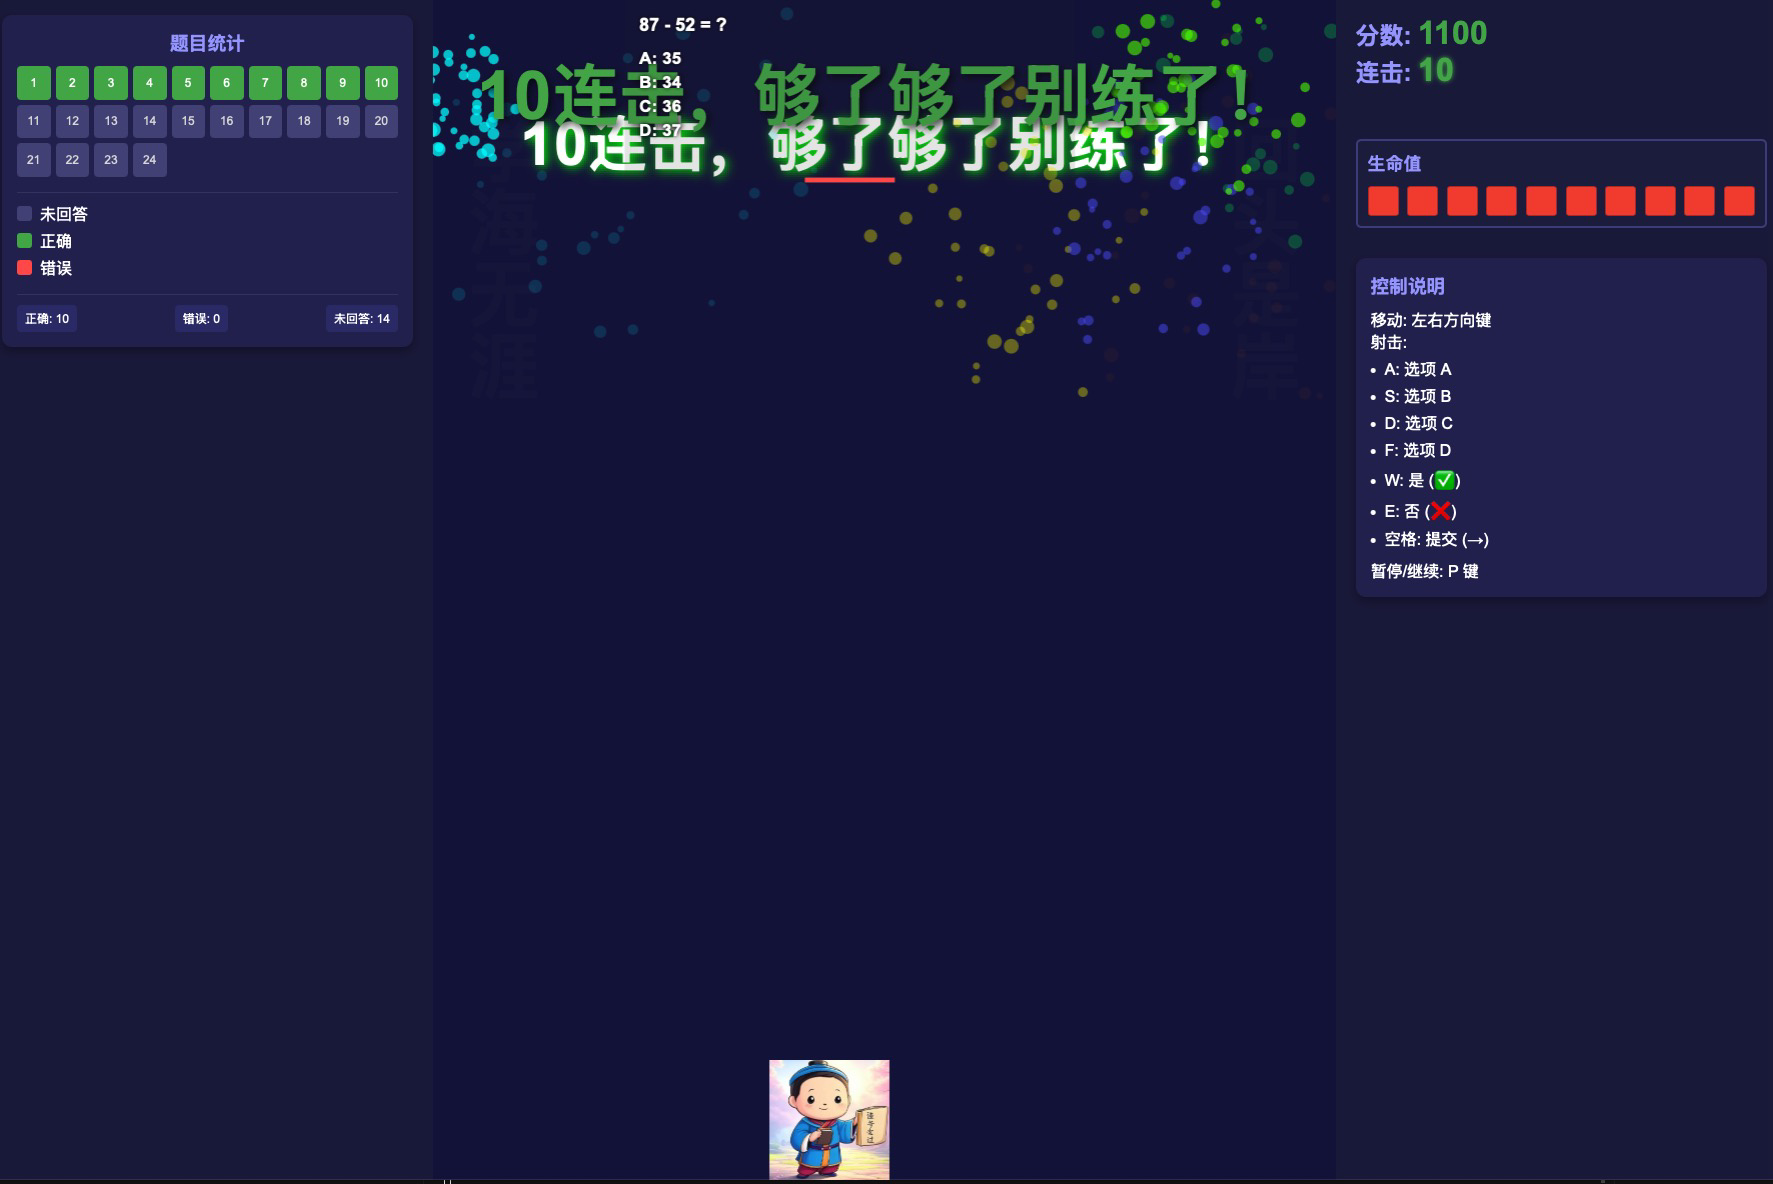 题目统计
1 2 3 4 5 6 7 8 9 10
11 12 13 14 15 16 17 18 19 20
21 22 23 24
未回答
正确
错误
正确: 10 错误: 0 未回答: 14
87 - 52 = ?
A: 35
B: 34
C: 36
D: 37
10连击，够了够了别练了！
10连击，够了够了别练了！
海无涯
头是岸
分数: 1100
连击: 10
生命值
控制说明
移动: 左右方向键
射击:
• A: 选项 A
• S: 选项 B
• D: 选项 C
• F: 选项 D
• W: 是 (✅)
• E: 否 (❌)
• 空格: 提交 (→)
暂停/继续: P 键